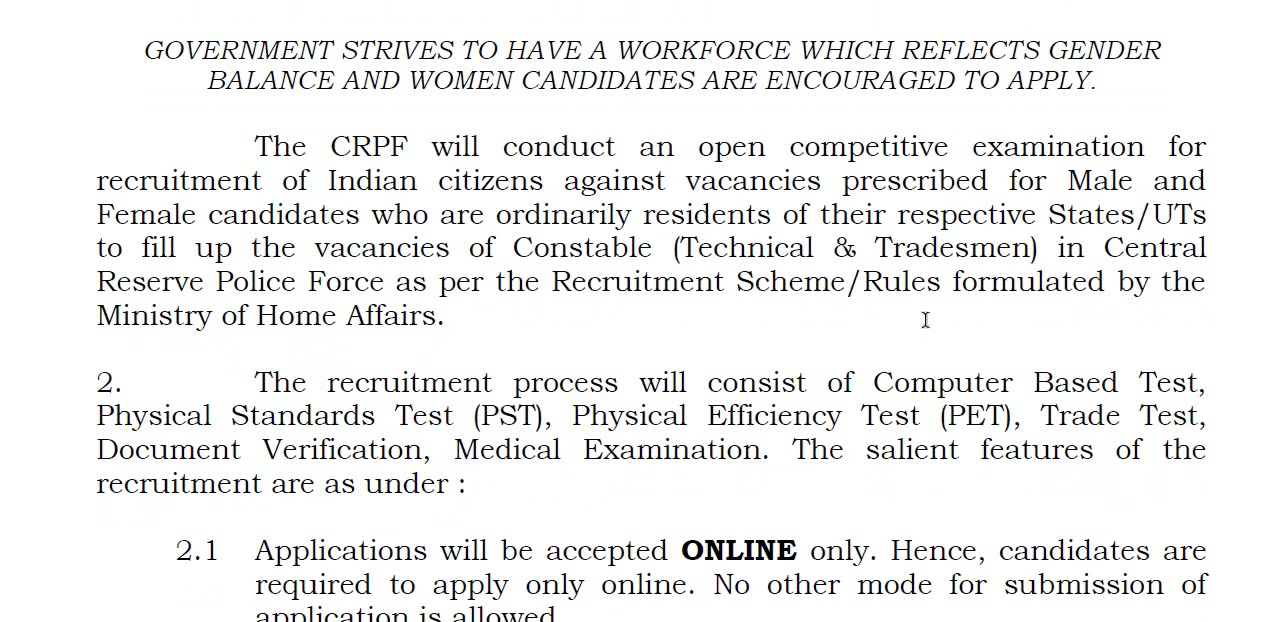 GOVERNMENT STRIVES TO HAVE A WORKFORCE WHICH REFLECTS GENDER
BALANCE AND WOMEN CANDIDATES ARE ENCOURAGED TO APPLY.
The CRPF will conduct an open competitive examination for
recruitment of Indian citizens against vacancies prescribed for Male and
Female candidates who are ordinarily residents of their respective States/UTs
to fill up the vacancies of Constable (Technical & Tradesmen) in Central
Reserve Police Force as per the Recruitment Scheme/Rules formulated by the
Ministry of Home Affairs.
2. The recruitment process will consist of Computer Based Test,
Physical Standards Test (PST), Physical Efficiency Test (PET), Trade Test,
Document Verification, Medical Examination. The salient features of the
recruitment are as under :
2.1 Applications will be accepted ONLINE only. Hence, candidates are
required to apply only online. No other mode for submission of
application is allowed.